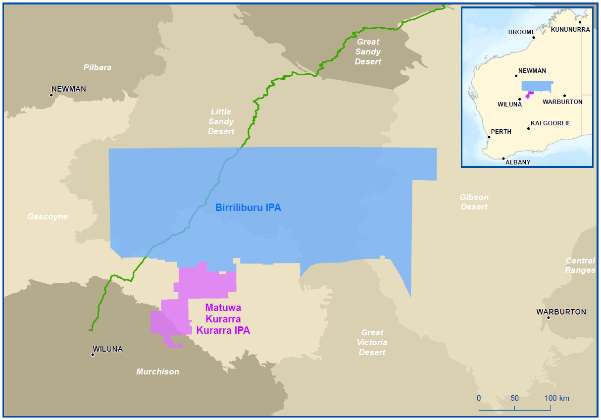 Pilbara
NEWMAN
Great
Sandy
Desert
Little
Sandy
Desert
Birriliburu IPA
Gascoyne
Gibson
Desert
Central
Ranges
Matuwa
Kurarra
Kurarra IPA
WARBURTON
Great
Victoria
Desert
WILUNA
Murchison
0 50 100 km
BROOME
KUNUNURRA
NEWMAN
WILUNA
WARBURTON
KALGOORLIE
PERTH
ALBANY